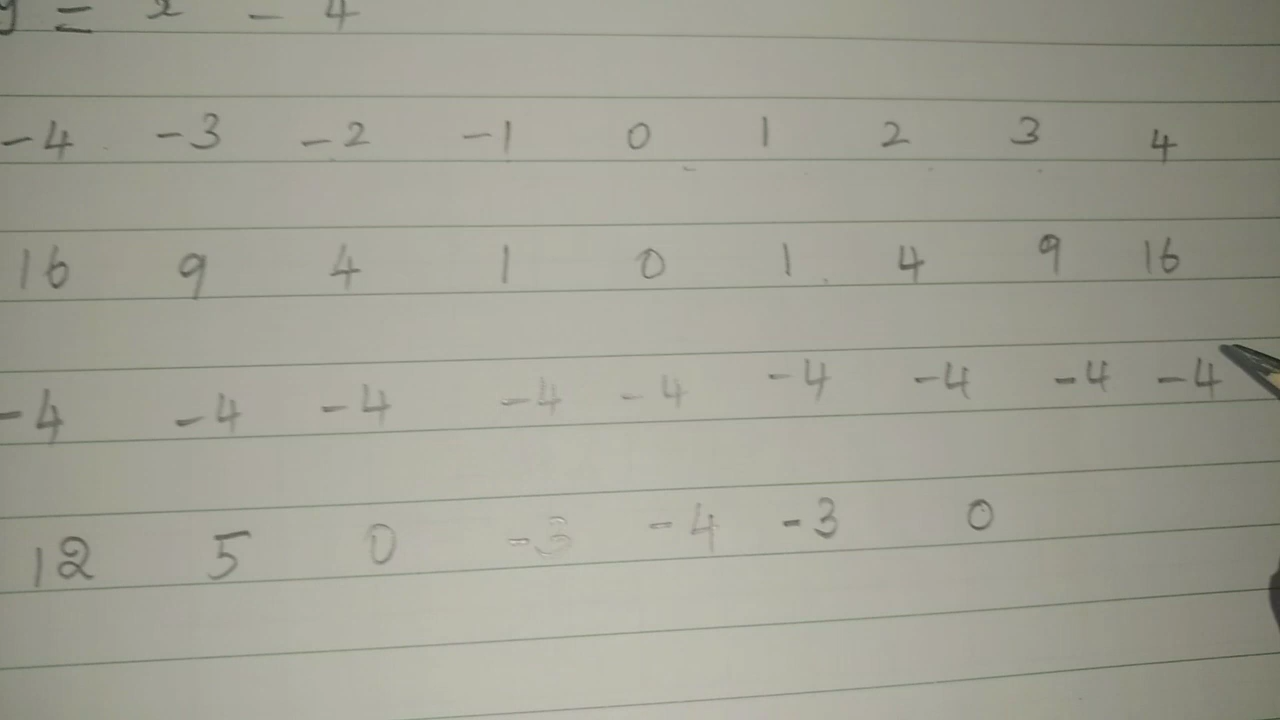 = x - 4
-4 -3 -2 -1 0 1 2 3 4
16 9 4 1 0 1 4 9 16
-4 -4 -4 -4 -4 -4 -4 -4 -4
12 5 0 -3 -4 -3 0